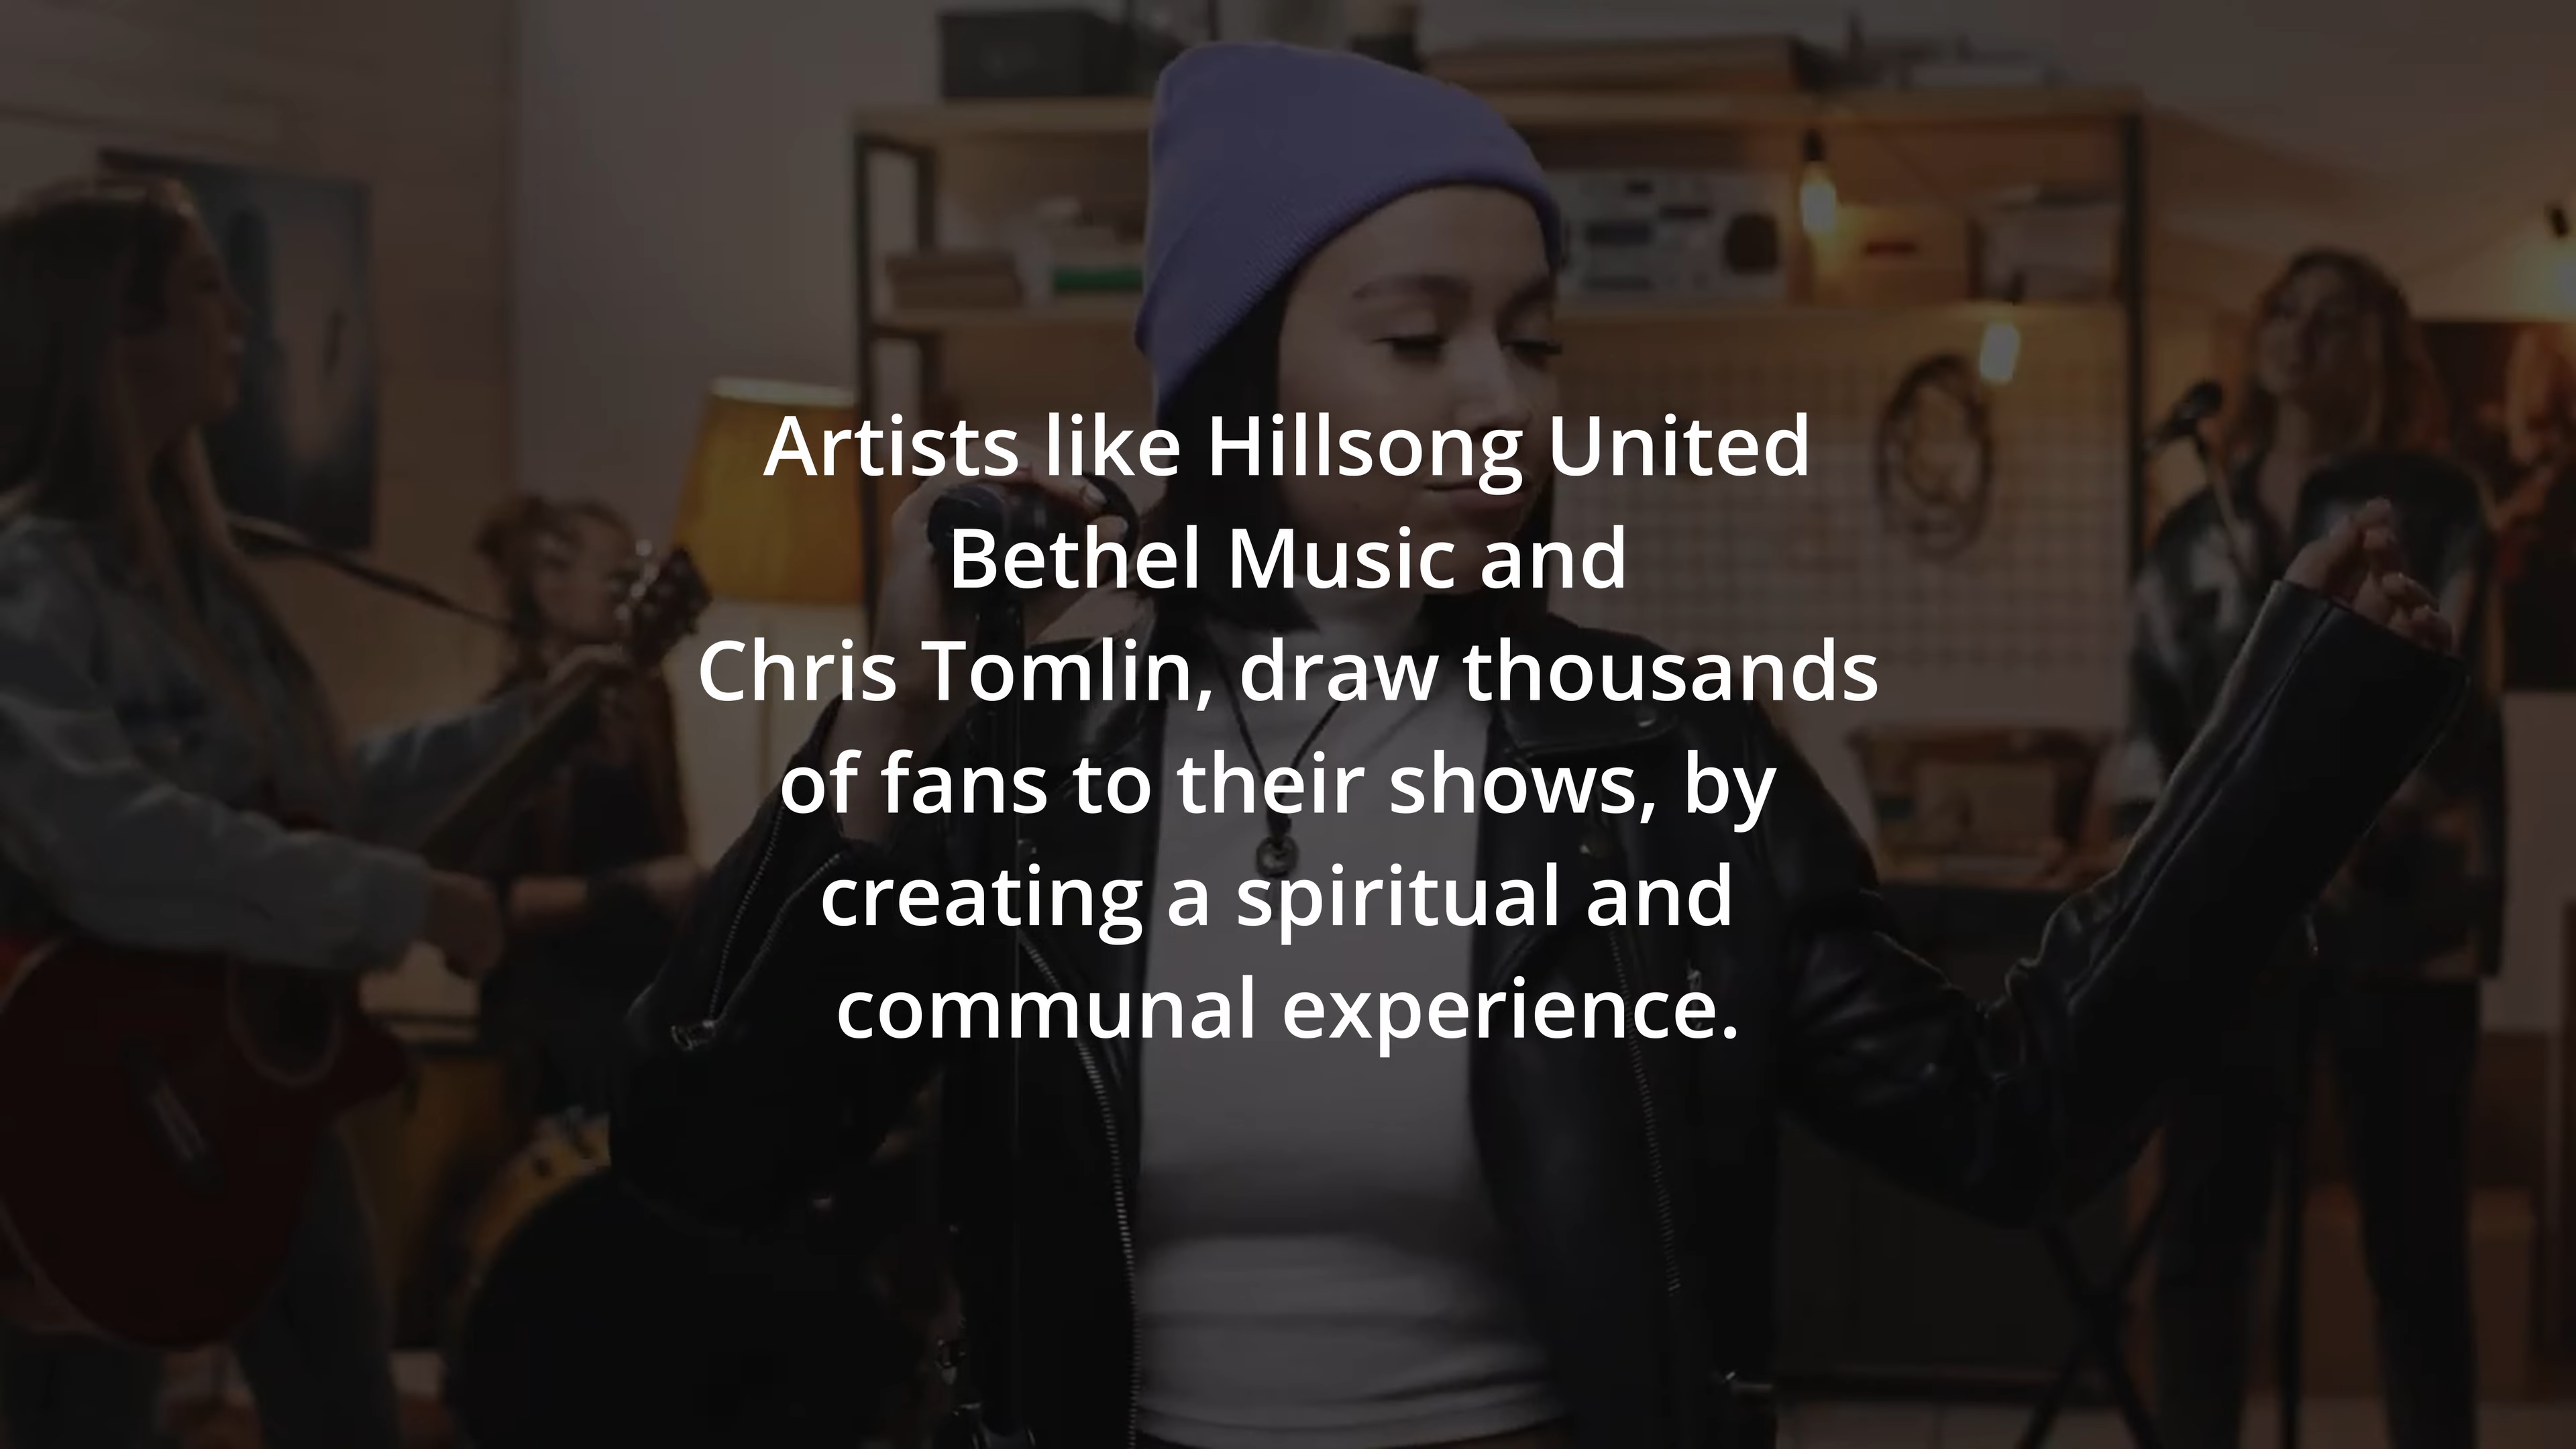 Artists like Hillsong United
Bethel Music and
Chris Tomlin, draw thousands
of fans to their shows, by
creating a spiritual and
communal experience.